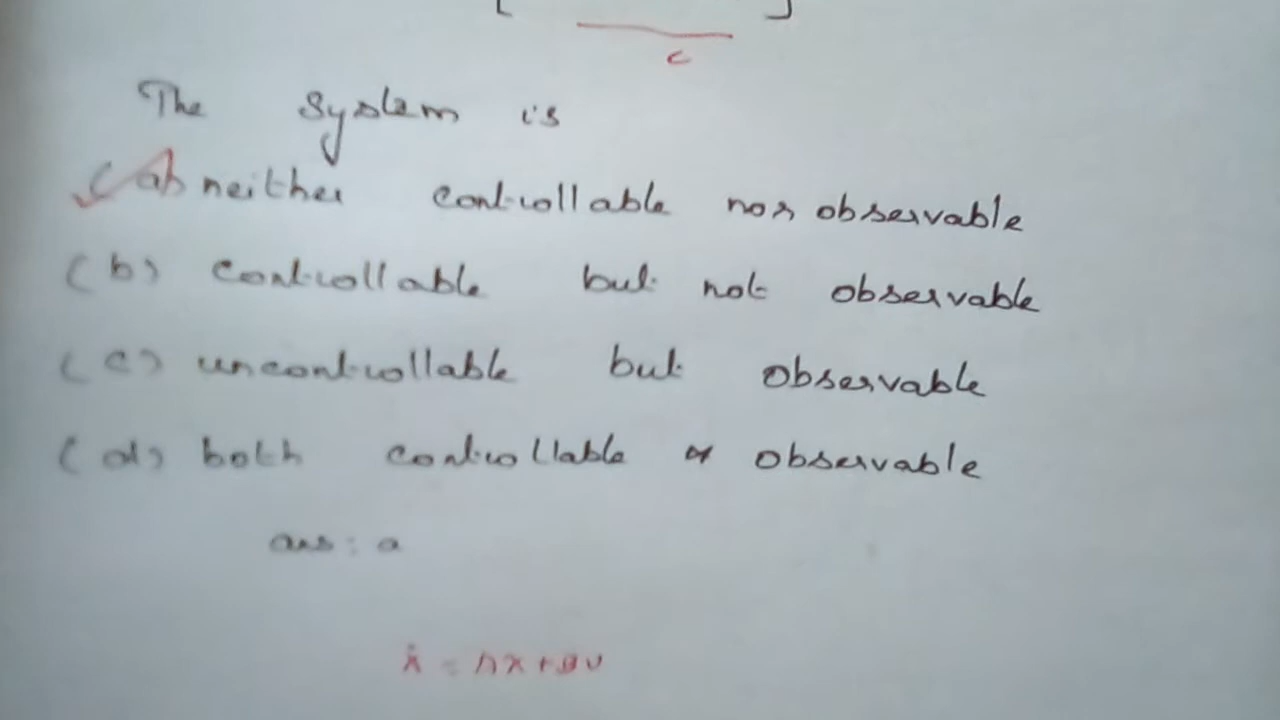 [ ]
c
The system is
(a) neither controllable nor observable
(b) controllable but not observable
(c) uncontrollable but observable
(d) both controllable & observable
ans: a
ẋ = Ax+BU